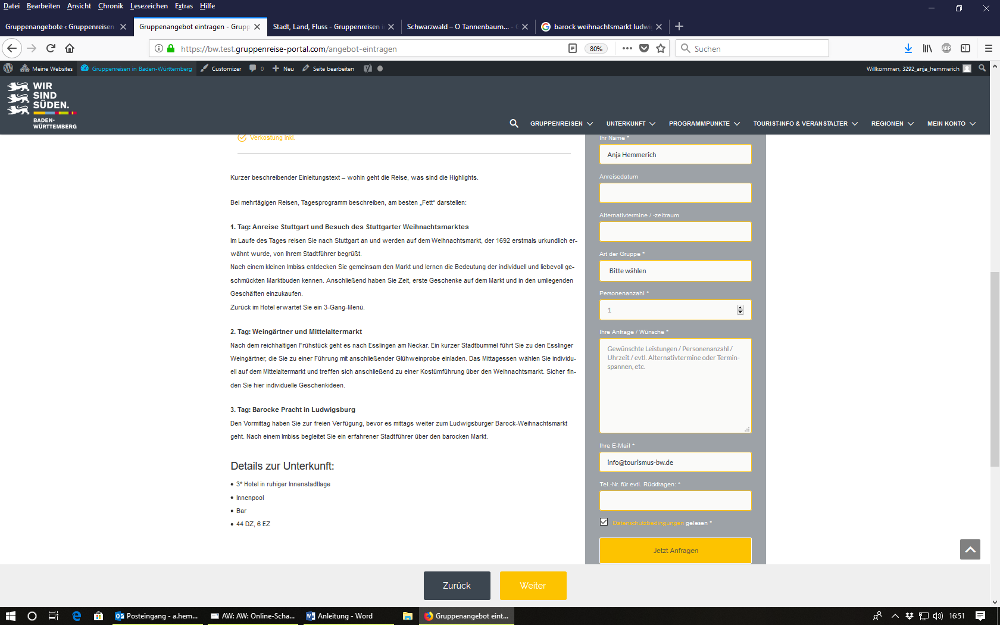 Datei Bearbeiten Ansicht Chronik Lesezeichen Extras Hilfe
Gruppenangebote ‹ Gruppenreisen
Gruppenangebot eintragen - Grupp
Stadt, Land, Fluss - Gruppenreisen i
Schwarzwald – O Tannenbaum... -
barock weihnachtsmarkt ludwi
https://bw.test.gruppenreise-portal.com/angebot-eintragen
80%
Suchen
ABP
Meine Websites Gruppenreisen in Baden-Württemberg Customizer 0 Neu Seite bearbeiten
Willkommen, 3292_anja_hemmerich
WIR
SIND
SÜDEN.
BADEN-
WÜRTTEMBERG
GRUPPENREISEN UNTERKUNFT PROGRAMMPUNKTE TOURIST-INFO & VERANSTALTER REGIONEN MEIN KONTO
Verkostung inkl.
Kurzer beschreibender Einleitungstext – wohin geht die Reise, was sind die Highlights.
Bei mehrtägigen Reisen, Tagesprogramm beschreiben, am besten „Fett“ darstellen:
1. Tag: Anreise Stuttgart und Besuch des Stuttgarter Weihnachtsmarktes
Im Laufe des Tages reisen Sie nach Stuttgart an und werden auf dem Weihnachtsmarkt, der 1692 erstmals urkundlich er-
wähnt wurde, von Ihrem Stadtführer begrüßt.
Nach einem kleinen Imbiss entdecken Sie gemeinsam den Markt und lernen die Bedeutung der individuell und liebevoll ge-
schmückten Marktbuden kennen. Anschließend haben Sie Zeit, erste Geschenke auf dem Markt und in den umliegenden
Geschäften einzukaufen.
Zurück im Hotel erwartet Sie ein 3-Gang-Menü.
2. Tag: Weingärtner und Mittelaltermarkt
Nach dem reichhaltigen Frühstück geht es nach Esslingen am Neckar. Ein kurzer Stadtbummel führt Sie zu den Esslinger
Weingärtner, die Sie zu einer Führung mit anschließender Glühweinprobe einladen. Das Mittagessen wählen Sie individu-
ell auf dem Mittelaltermarkt und treffen sich anschließend zu einer Kostümführung über den Weihnachtsmarkt. Sicher fin-
den Sie hier individuelle Geschenkideen.
3. Tag: Barocke Pracht in Ludwigsburg
Den Vormittag haben Sie zur freien Verfügung, bevor es mittags weiter zum Ludwigsburger Barock-Weihnachtsmarkt
geht. Nach einem Imbiss begleitet Sie ein erfahrener Stadtführer über den barocken Markt.
Details zur Unterkunft:
• 3* Hotel in ruhiger Innenstadtlage
• Innenpool
• Bar
• 44 DZ, 6 EZ
Ihr Name *
Anja Hemmerich
Anreisedatum
Alternativtermine / -zeitraum
Art der Gruppe *
Bitte wählen
Personenanzahl *
1
Ihre Anfrage / Wünsche *
Gewünschte Leistungen / Personenanzahl /
Uhrzeit / evtl. Alternativtermine oder Termin-
spannen, etc.
Ihre E-Mail *
info@tourismus-bw.de
Tel.-Nr. für evtl. Rückfragen: *
Datenschutzbedingungen gelesen *
Jetzt Anfragen
Zurück
Weiter
Posteingang - a.hem...
AW: AW: Online-Scha...
Anleitung - Word
Gruppenangebot eint...
16:51